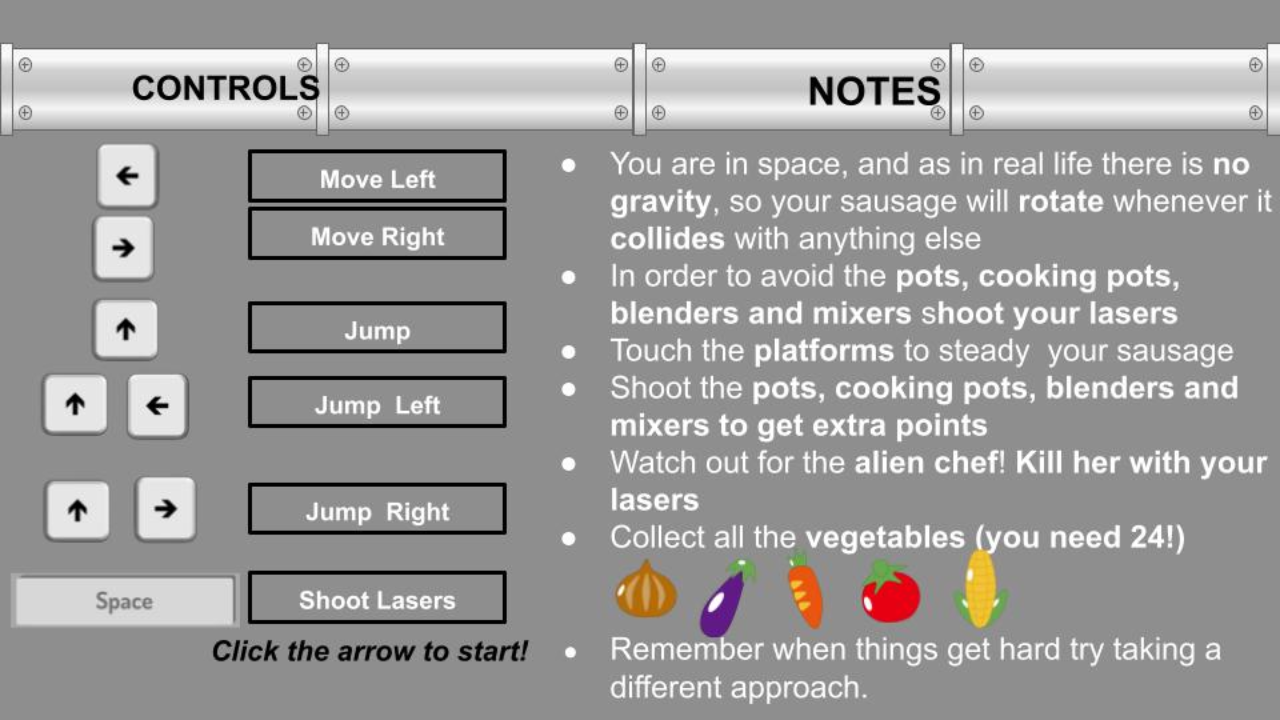 CONTROLS
Move Left
Move Right
Jump
Jump Left
Jump Right
Space
Shoot Lasers
Click the arrow to start!
NOTES
● You are in space, and as in real life there is no
gravity, so your sausage will rotate whenever it
collides with anything else
● In order to avoid the pots, cooking pots,
blenders and mixers shoot your lasers
● Touch the platforms to steady your sausage
● Shoot the pots, cooking pots, blenders and
mixers to get extra points
● Watch out for the alien chef! Kill her with your
lasers
● Collect all the vegetables (you need 24!)
● Remember when things get hard try taking a
different approach.